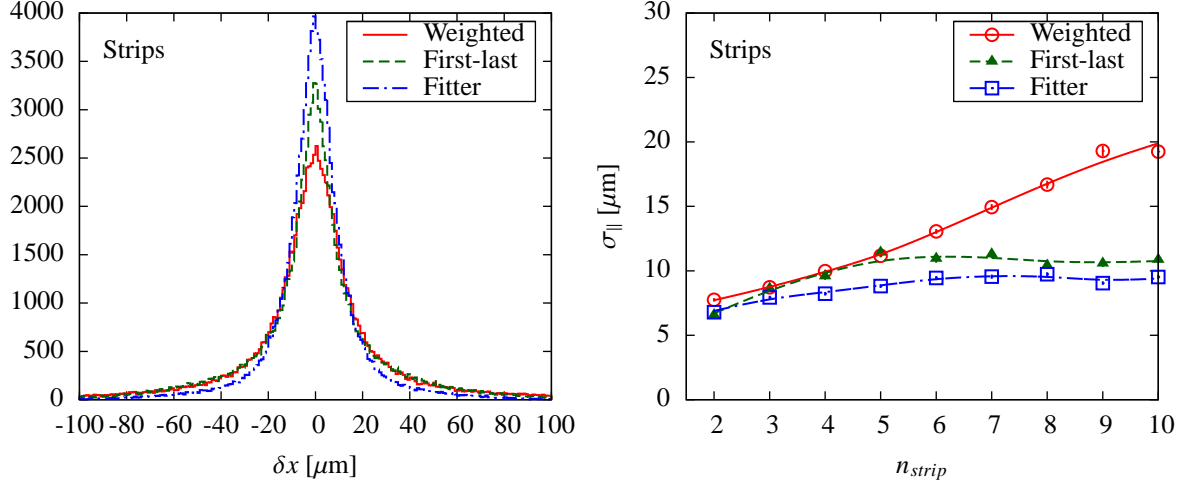 4000
3500
3000
2500
2000
1500
1000
500
0
-100 -80 -60 -40 -20 0 20 40 60 80 100
δx [μm]
Strips
Weighted
First-last
Fitter
30
25
20
15
10
5
0
2 3 4 5 6 7 8 9 10
n_strip
σ_|| [μm]
Strips
Weighted
First-last
Fitter